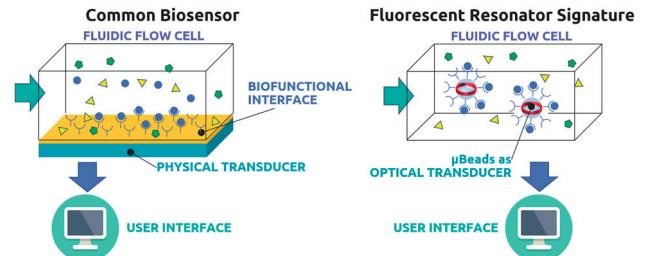 Common Biosensor
FLUIDIC FLOW CELL
BIOFUNCTIONAL
INTERFACE
PHYSICAL TRANSDUCER
USER INTERFACE
Fluorescent Resonator Signature
FLUIDIC FLOW CELL
µBeads as
OPTICAL TRANSDUCER
USER INTERFACE